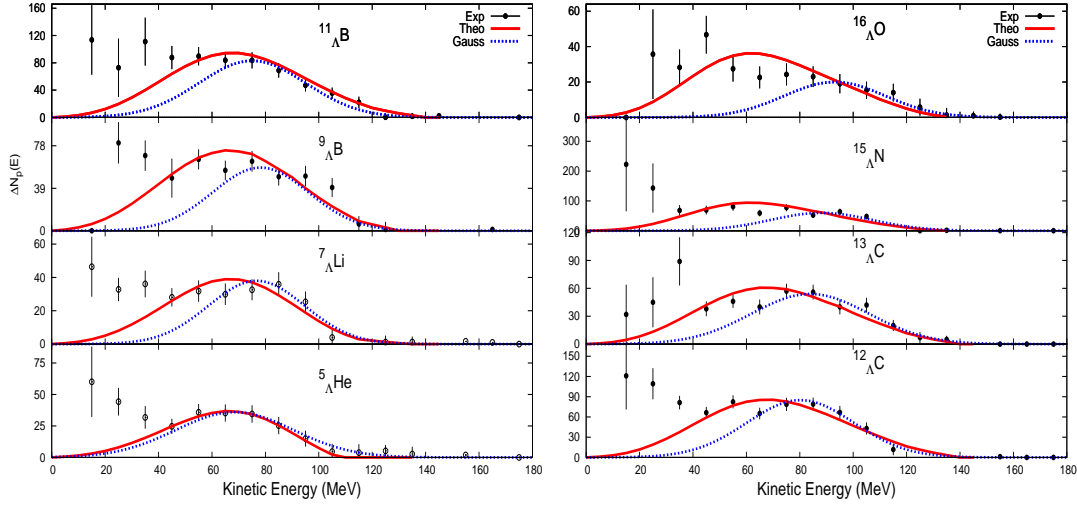 Exp
Theo
Gauss
¹¹ΛB
160
120
80
40
0
⁹ΛB
78
39
0
ΔNp(E)
⁷ΛLi
60
40
20
0
⁵ΛHe
75
50
25
0
0 20 40 60 80 100 120 140 160 180
Kinetic Energy (MeV)
Exp
Theo
Gauss
¹⁶ΛO
60
40
20
0
¹⁵ΛN
300
200
100
0
¹³ΛC
120
90
60
30
0
¹²ΛC
150
120
90
60
30
0
0 20 40 60 80 100 120 140 160 180
Kinetic Energy (MeV)